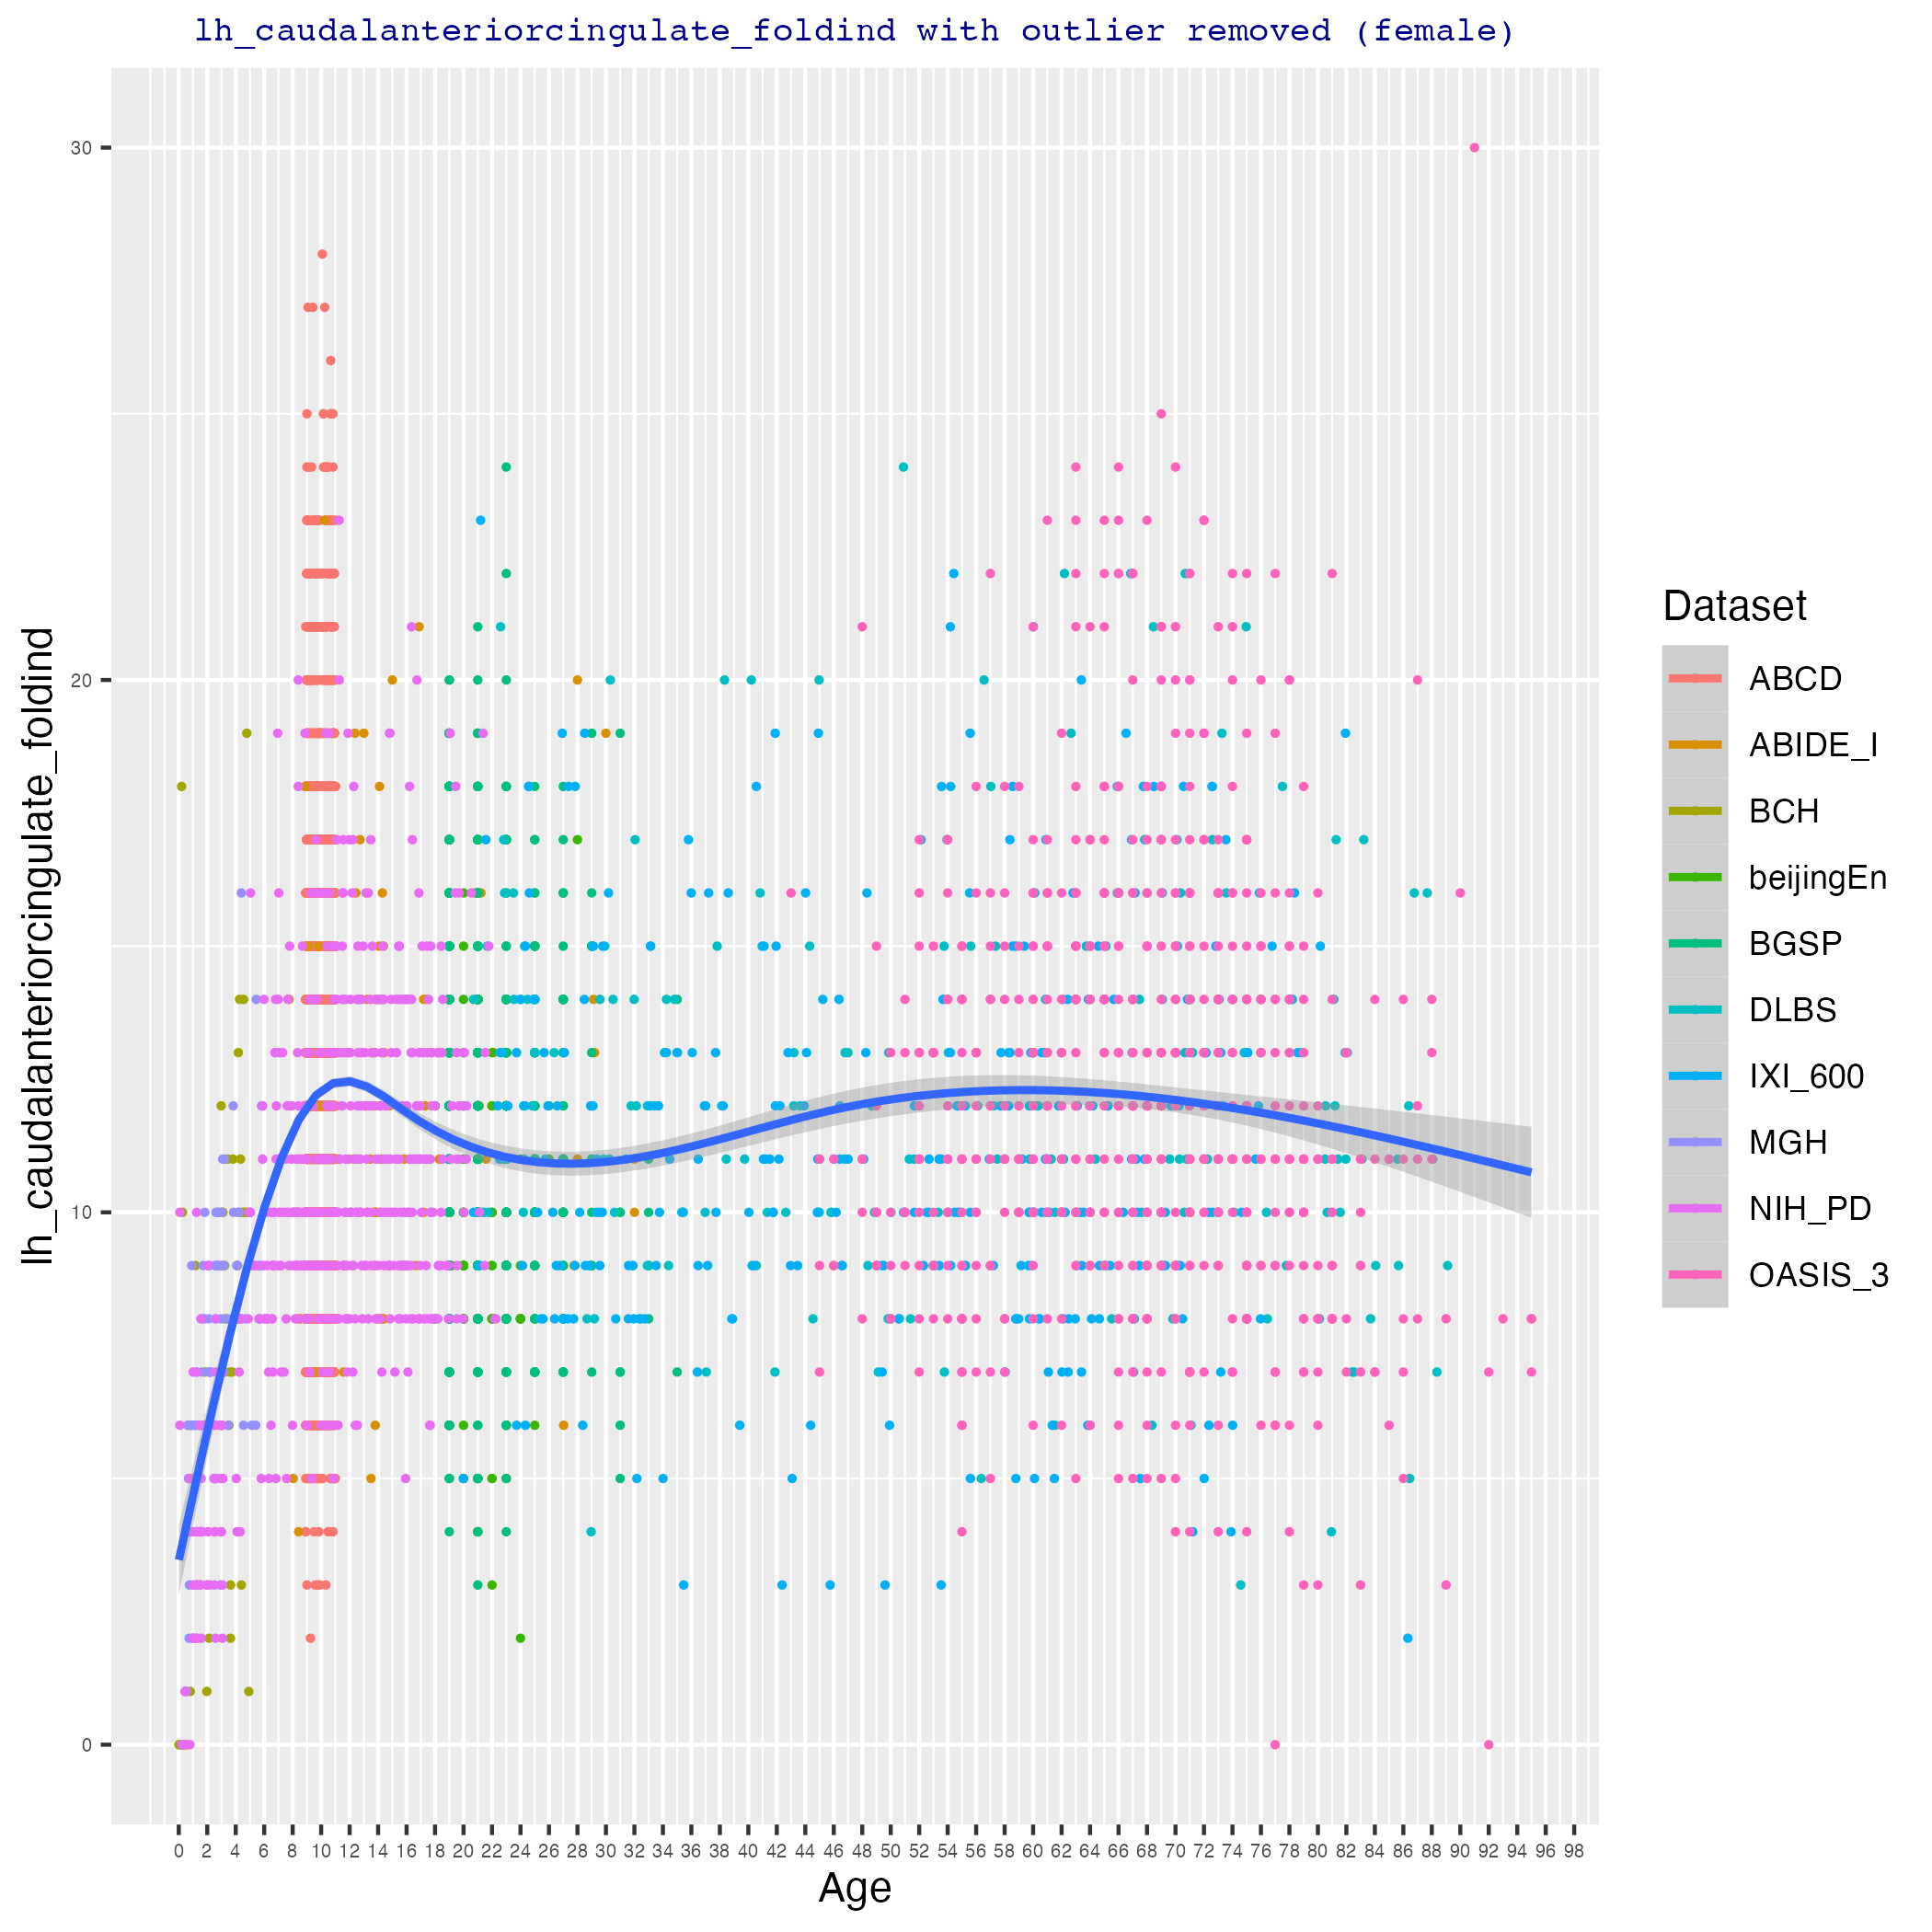 lh_caudalanteriorcingulate_foldind with outlier removed (female)
lh_caudalanteriorcingulate_foldind
30
20
10
0
0 2 4 6 8 10 12 14 16 18 20 22 24 26 28 30 32 34 36 38 40 42 44 46 48 50 52 54 56 58 60 62 64 66 68 70 72 74 76 78 80 82 84 86 88 90 92 94 96 98
Age
Dataset
ABCD
ABIDE_I
BCH
beijingEn
BGSP
DLBS
IXI_600
MGH
NIH_PD
OASIS_3